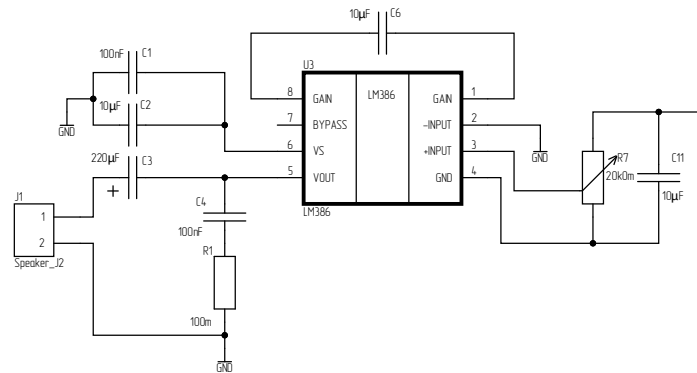 10µF
C6
100nF
C1
U3
8
GAIN
LM386
GAIN
1
10µF
C2
GND
7
BYPASS
–INPUT
2
6
VS
+INPUT
3
GND
R7
C11
220µF
C3
5
VOUT
GND
4
20k0m
+
10µF
J1
C4
LM386
1
100nF
2
R1
Speaker_J2
100m
GND